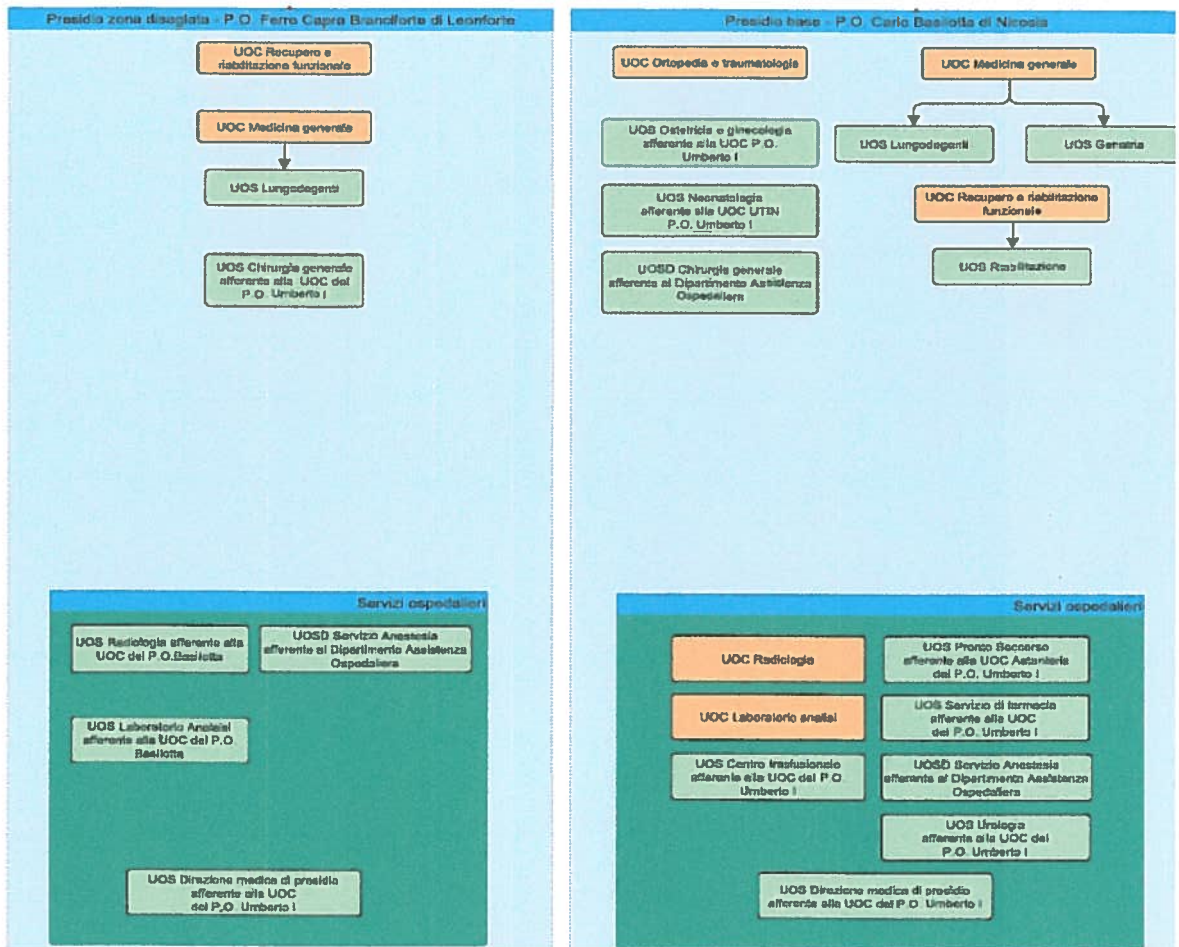 Presidio zona disagiata - P.O. Ferro Capra Branciforte di Leonforte
UOC Recupero e
riabilitazione funzionale
UOC Medicina generale
UOS Lungodegenti
UOS Chirurgia generale
afferente alla UOC del
P.O. Umberto I
Servizi ospedalieri
UOS Radiologia afferente alla
UOC del P.O.Basilotta
UOSD Servizio Anestesia
afferente al Dipartimento Assistenza
Ospedaliera
UOS Laboratorio Analisi
afferente alla UOC del P.O.
Basilotta
UOS Direzione medica di presidio
afferente alla UOC
del P.O. Umberto I
Presidio base - P.O. Carlo Basilotta di Nicosia
UOC Ortopedia e traumatologia
UOC Medicina generale
UOS Ostetricia e ginecologia
afferente alla UOC P.O.
Umberto I
UOS Lungodegenti
UOS Geriatria
UOS Neonatologia
afferente alla UOC UTIN
P.O. Umberto I
UOC Recupero e riabilitazione
funzionale
UOSD Chirurgia generale
afferente al Dipartimento Assistenza
Ospedaliera
UOS Riabilitazione
Servizi ospedalieri
UOC Radiologia
UOS Pronto Soccorso
afferente alla UOC Astanteria
del P.O. Umberto I
UOC Laboratorio analisi
UOS Servizio di farmacia
afferente alla UOC
del P.O. Umberto I
UOS Centro trasfusionale
afferente alla UOC del P.O.
Umberto I
UOSD Servizio Anestesia
afferente al Dipartimento Assistenza
Ospedaliera
UOS Urologia
afferente alla UOC del
P.O. Umberto I
UOS Direzione medica di presidio
afferente alla UOC del P.O. Umberto I